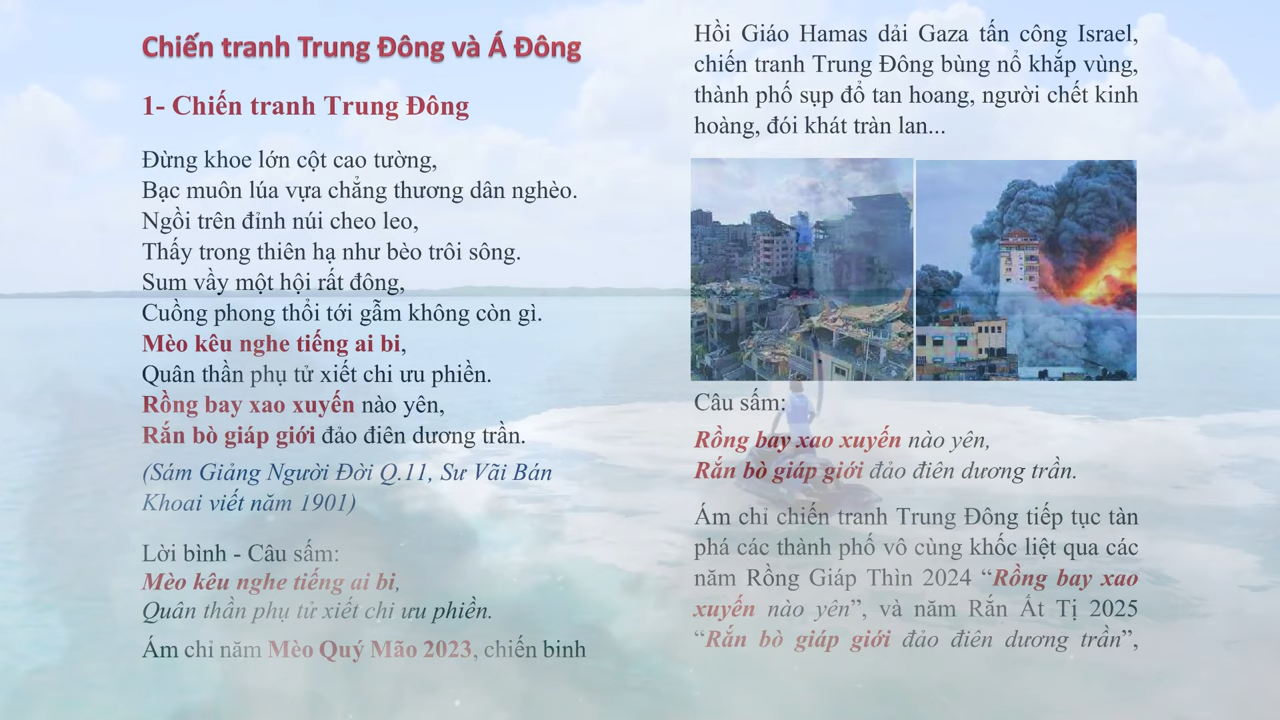 Chiến tranh Trung Đông và Á Đông
1- Chiến tranh Trung Đông
Đừng khoe lớn cột cao tường,
Bạc muôn lúa vựa chẳng thương dân nghèo.
Ngồi trên đỉnh núi cheo leo,
Thấy trong thiên hạ như bèo trôi sông.
Sum vầy một hội rất đông,
Cuồng phong thổi tới gẫm không còn gì.
Mèo kêu nghe tiếng ai bi,
Quân thần phụ tử xiết chi ưu phiền.
Rồng bay xao xuyến nào yên,
Rắn bò giáp giới đảo điên dương trần.
(Sám Giảng Người Đời Q.11, Sư Vãi Bán
Khoai viết năm 1901)
Lời bình - Câu sấm:
Mèo kêu nghe tiếng ai bi,
Quân thần phụ tử xiết chi ưu phiền.
Ám chỉ năm Mèo Quý Mão 2023, chiến binh
Hồi Giáo Hamas dải Gaza tấn công Israel,
chiến tranh Trung Đông bùng nổ khắp vùng,
thành phố sụp đổ tan hoang, người chết kinh
hoàng, đói khát tràn lan...
Câu sấm:
Rồng bay xao xuyến nào yên,
Rắn bò giáp giới đảo điên dương trần.
Ám chỉ chiến tranh Trung Đông tiếp tục tàn
phá các thành phố vô cùng khốc liệt qua các
năm Rồng Giáp Thìn 2024 “Rồng bay xao
xuyến nào yên”, và năm Rắn Ất Tị 2025
“Rắn bò giáp giới đảo điên dương trần”,